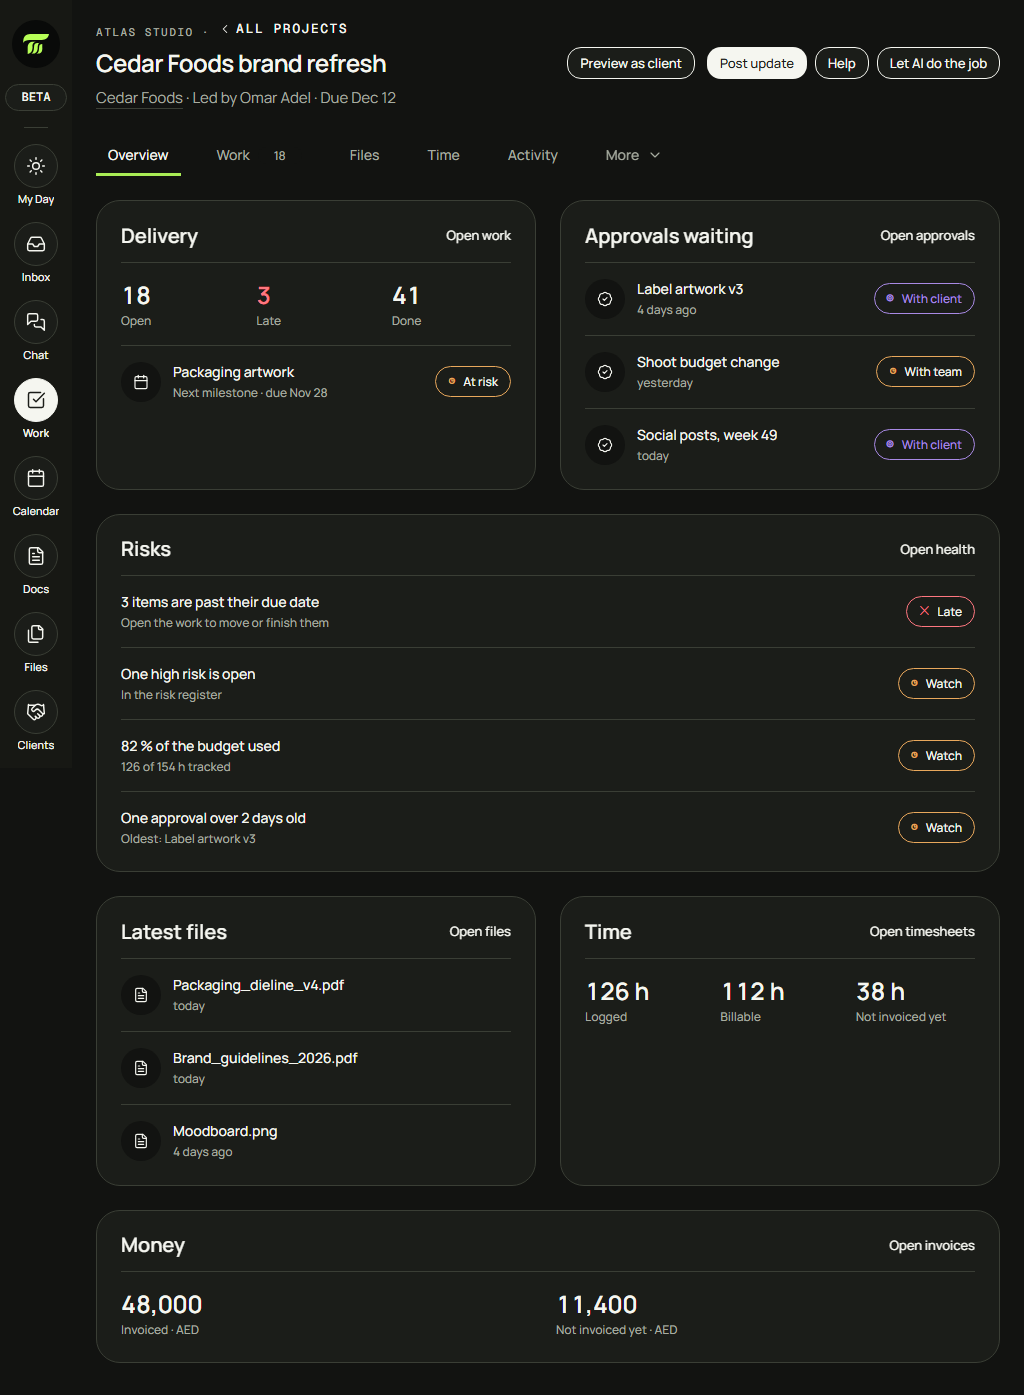 ATLAS STUDIO · < ALL PROJECTS
Cedar Foods brand refresh
Cedar Foods · Led by Omar Adel · Due Dec 12
Preview as client
Post update
Help
Let AI do the job
BETA
My Day
Inbox
Chat
Work
Calendar
Docs
Files
Clients
Overview
Work 18
Files
Time
Activity
More
Delivery
Open work
18
Open
3
Late
41
Done
Packaging artwork
Next milestone · due Nov 28
At risk
Approvals waiting
Open approvals
Label artwork v3
4 days ago
With client
Shoot budget change
yesterday
With team
Social posts, week 49
today
With client
Risks
Open health
3 items are past their due date
Open the work to move or finish them
Late
One high risk is open
In the risk register
Watch
82 % of the budget used
126 of 154 h tracked
Watch
One approval over 2 days old
Oldest: Label artwork v3
Watch
Latest files
Open files
Packaging_dieline_v4.pdf
today
Brand_guidelines_2026.pdf
today
Moodboard.png
4 days ago
Time
Open timesheets
126 h
Logged
112 h
Billable
38 h
Not invoiced yet
Money
Open invoices
48,000
Invoiced · AED
11,400
Not invoiced yet · AED